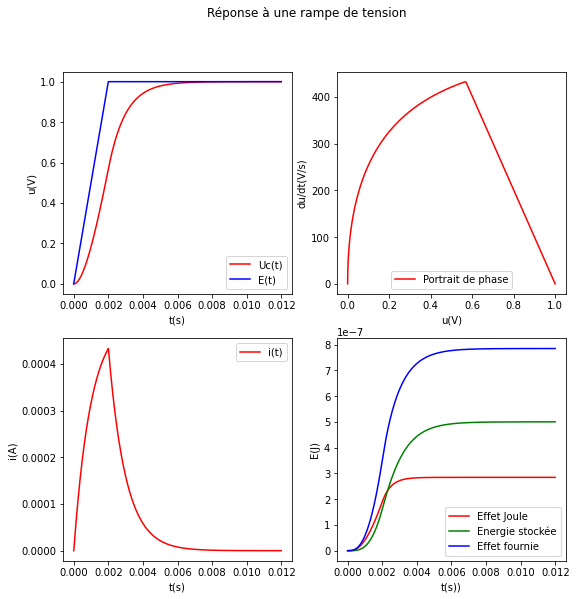 Réponse à une rampe de tension
1.0
0.8
0.6
0.4
0.2
0.0
u(V)
Uc(t)
E(t)
0.000 0.002 0.004 0.006 0.008 0.010 0.012
t(s)
400
300
200
100
0
du/dt(V/s)
Portrait de phase
0.0 0.2 0.4 0.6 0.8 1.0
u(V)
0.0004
0.0003
0.0002
0.0001
0.0000
i(A)
i(t)
0.000 0.002 0.004 0.006 0.008 0.010 0.012
t(s)
1e−7
8
7
6
5
4
3
2
1
0
E(J)
Effet Joule
Energie stockée
Effet fournie
0.000 0.002 0.004 0.006 0.008 0.010 0.012
t(s))